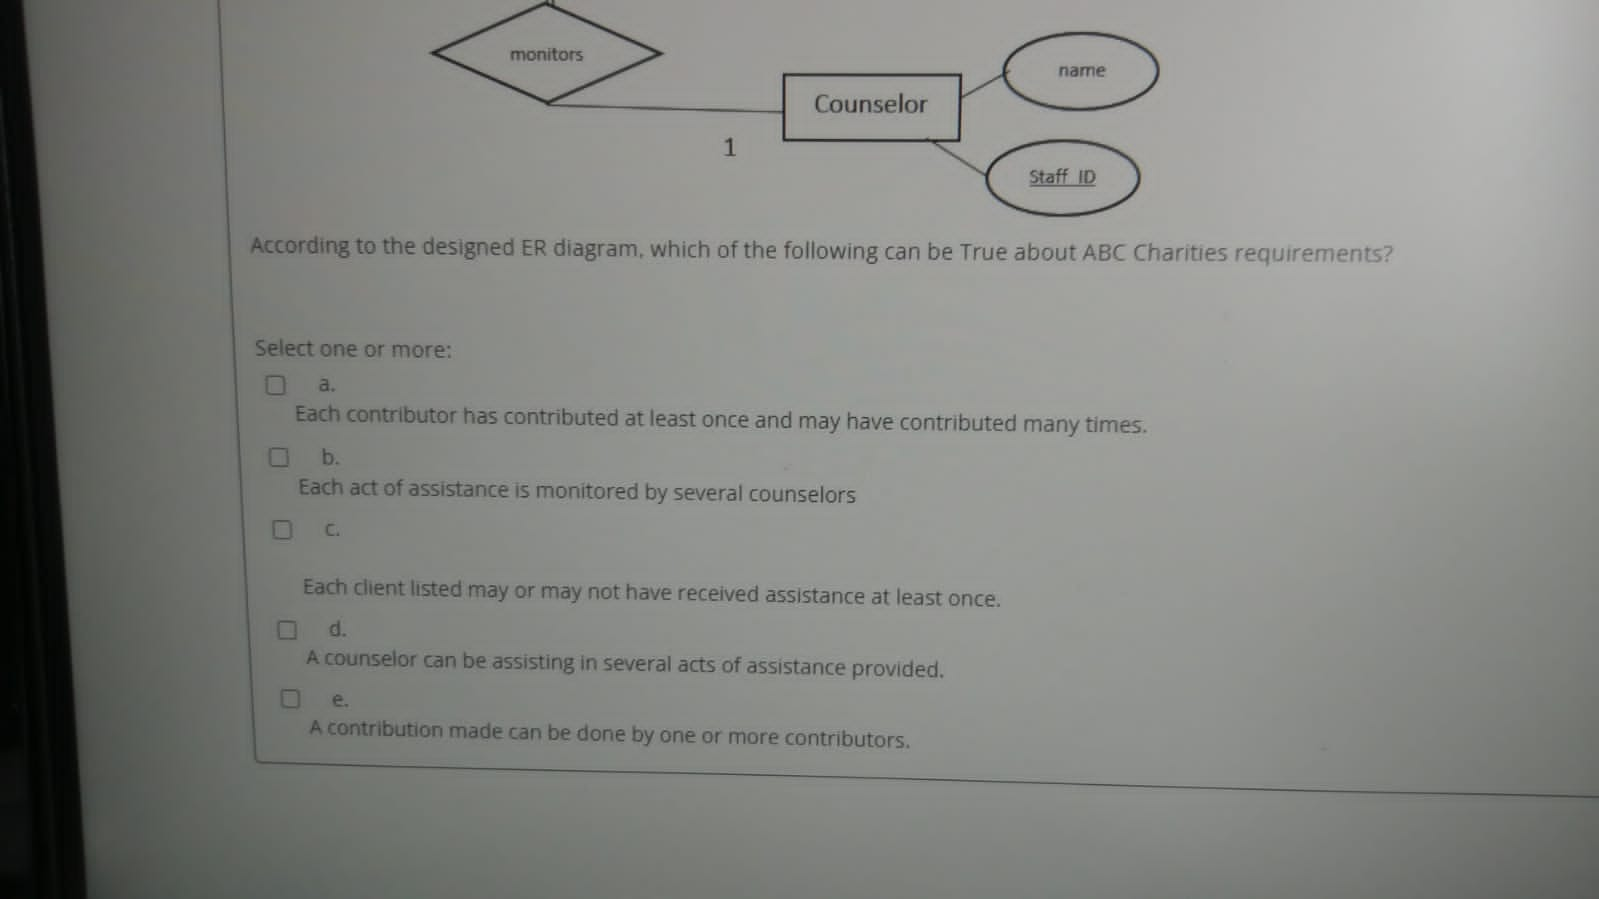 monitors
name
Counselor
1
Staff_ID
According to the designed ER diagram, which of the following can be True about ABC Charities requirements?
Select one or more:
a.
Each contributor has contributed at least once and may have contributed many times.
b.
Each act of assistance is monitored by several counselors
c.
Each client listed may or may not have received assistance at least once.
d.
A counselor can be assisting in several acts of assistance provided.
e.
A contribution made can be done by one or more contributors.